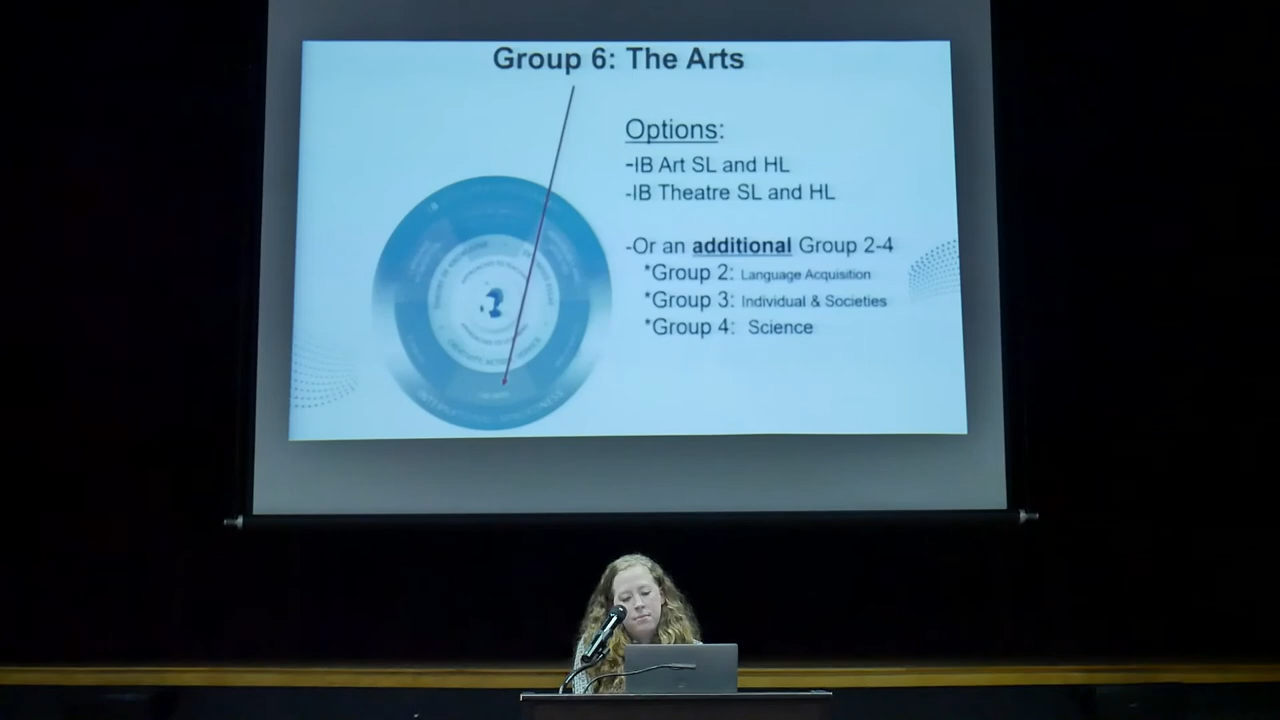 Group 6: The Arts
Options:
-IB Art SL and HL
-IB Theatre SL and HL
-Or an additional Group 2-4
*Group 2: Language Acquisition
*Group 3: Individual & Societies
*Group 4: Science